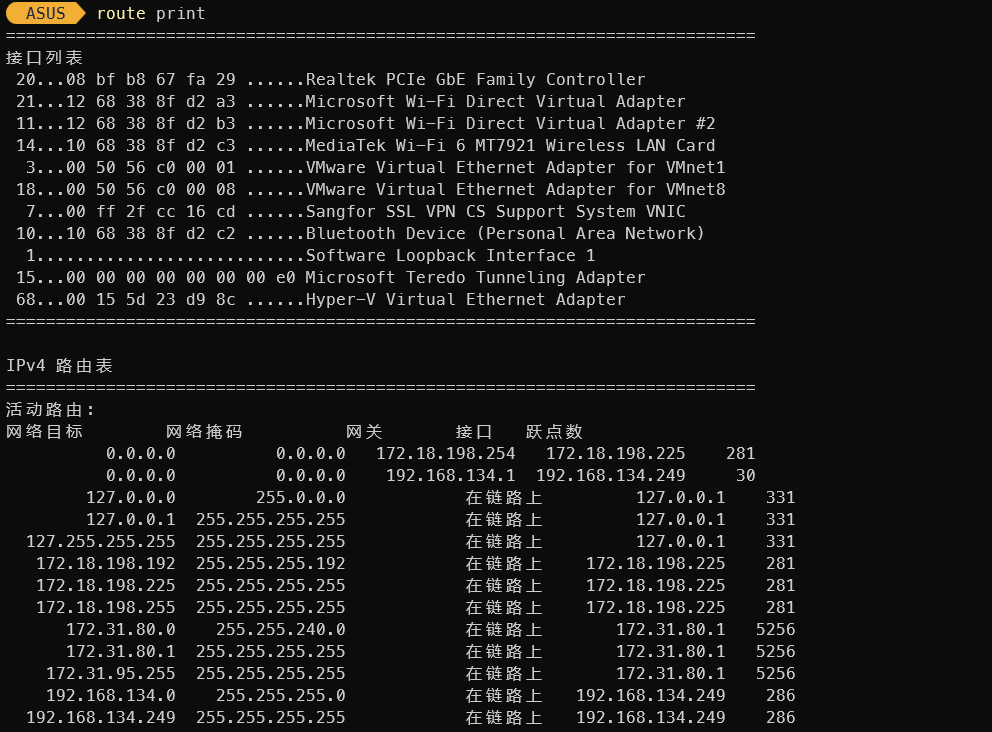 ASUS route print
===========================================================================
接口列表
 20...08 bf b8 67 fa 29 ......Realtek PCIe GbE Family Controller
 21...12 68 38 8f d2 a3 ......Microsoft Wi-Fi Direct Virtual Adapter
 11...12 68 38 8f d2 b3 ......Microsoft Wi-Fi Direct Virtual Adapter #2
 14...10 68 38 8f d2 c3 ......MediaTek Wi-Fi 6 MT7921 Wireless LAN Card
  3...00 50 56 c0 00 01 ......VMware Virtual Ethernet Adapter for VMnet1
 18...00 50 56 c0 00 08 ......VMware Virtual Ethernet Adapter for VMnet8
  7...00 ff 2f cc 16 cd ......Sangfor SSL VPN CS Support System VNIC
 10...10 68 38 8f d2 c2 ......Bluetooth Device (Personal Area Network)
  1...........................Software Loopback Interface 1
 15...00 00 00 00 00 00 00 e0 Microsoft Teredo Tunneling Adapter
 68...00 15 5d 23 d9 8c ......Hyper-V Virtual Ethernet Adapter
===========================================================================
IPv4 路由表
===========================================================================
活动路由:
网络目标        网络掩码          网关       接口   跃点数
          0.0.0.0          0.0.0.0   172.18.198.254   172.18.198.225    281
          0.0.0.0          0.0.0.0    192.168.134.1  192.168.134.249     30
        127.0.0.0        255.0.0.0            在链路上         127.0.0.1    331
        127.0.0.1  255.255.255.255            在链路上         127.0.0.1    331
  127.255.255.255  255.255.255.255            在链路上         127.0.0.1    331
   172.18.198.192  255.255.255.192            在链路上    172.18.198.225    281
   172.18.198.225  255.255.255.255            在链路上    172.18.198.225    281
   172.18.198.255  255.255.255.255            在链路上    172.18.198.225    281
      172.31.80.0    255.255.240.0            在链路上       172.31.80.1   5256
      172.31.80.1  255.255.255.255            在链路上       172.31.80.1   5256
    172.31.95.255  255.255.255.255            在链路上       172.31.80.1   5256
    192.168.134.0    255.255.255.0            在链路上   192.168.134.249    286
  192.168.134.249  255.255.255.255            在链路上   192.168.134.249    286